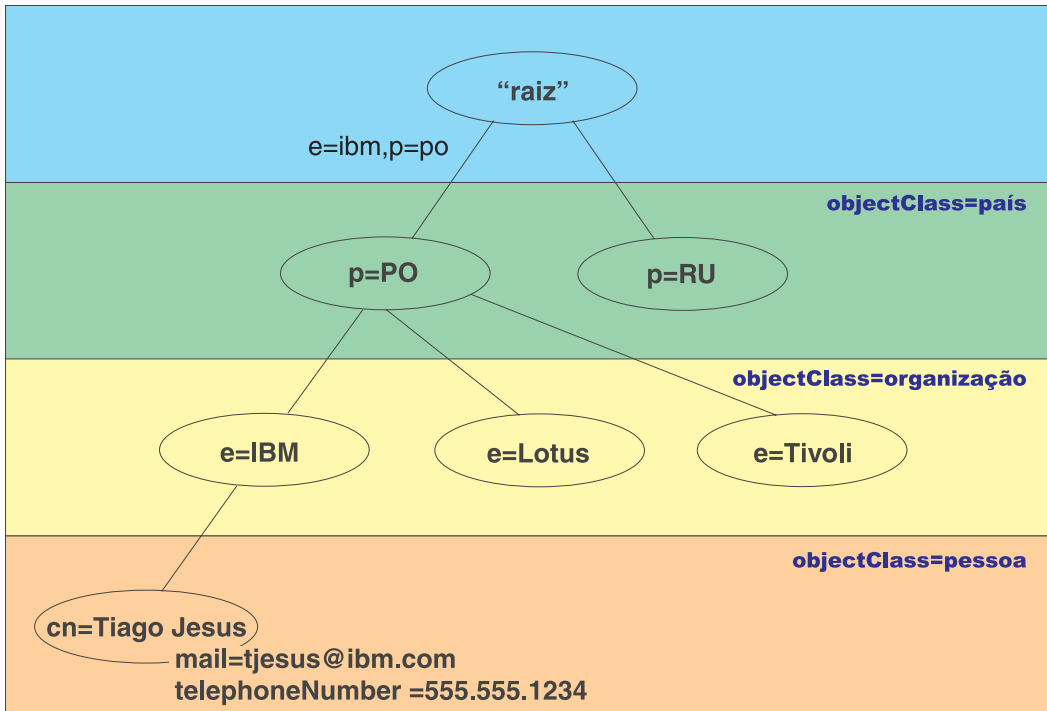 “raiz”
e=ibm,p=po
objectClass=país
p=PO
p=RU
objectClass=organização
e=IBM
e=Lotus
e=Tivoli
objectClass=pessoa
cn=Tiago Jesus
mail=tjesus@ibm.com
telephoneNumber =555.555.1234